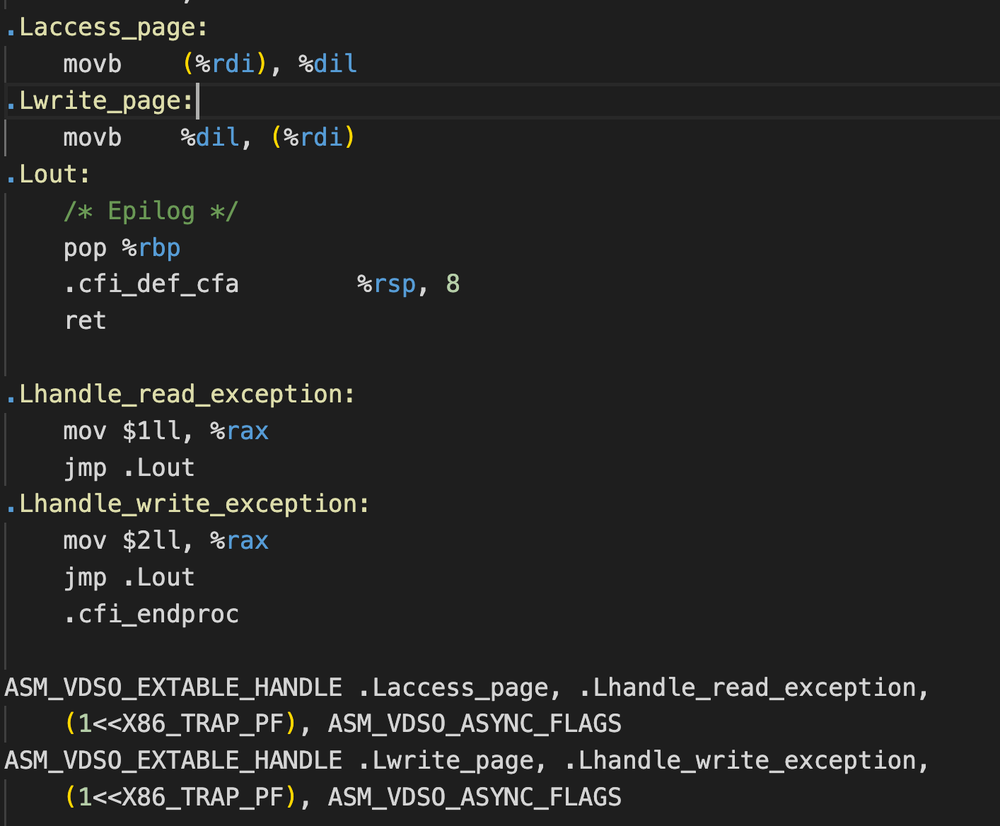 .Laccess_page:
    movb    (%rdi), %dil
.Lwrite_page:
    movb    %dil, (%rdi)
.Lout:
    /* Epilog */
    pop %rbp
    .cfi_def_cfa        %rsp, 8
    ret
.Lhandle_read_exception:
    mov $1ll, %rax
    jmp .Lout
.Lhandle_write_exception:
    mov $2ll, %rax
    jmp .Lout
    .cfi_endproc
ASM_VDSO_EXTABLE_HANDLE .Laccess_page, .Lhandle_read_exception,
    (1<<X86_TRAP_PF), ASM_VDSO_ASYNC_FLAGS
ASM_VDSO_EXTABLE_HANDLE .Lwrite_page, .Lhandle_write_exception,
    (1<<X86_TRAP_PF), ASM_VDSO_ASYNC_FLAGS